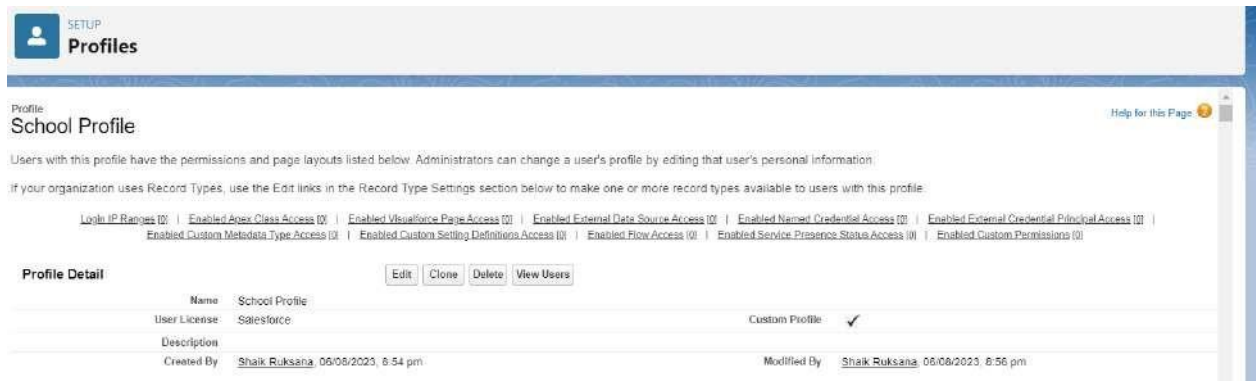 SETUP
Profiles
Profile
School Profile
Help for this Page
Users with this profile have the permissions and page layouts listed below. Administrators can change a user's profile by editing that user's personal information.
If your organization uses Record Types, use the Edit links in the Record Type Settings section below to make one or more record types available to users with this profile.
Login IP Ranges [0] | Enabled Apex Class Access [0] | Enabled Visualforce Page Access [0] | Enabled External Data Source Access [0] | Enabled Named Credential Access [0] | Enabled External Credential Principal Access [0] |
Enabled Custom Metadata Type Access [0] | Enabled Custom Setting Definitions Access [0] | Enabled Flow Access [0] | Enabled Service Presence Status Access [0] | Enabled Custom Permissions [0]
Profile Detail Edit Clone Delete View Users
Name School Profile
User License Salesforce Custom Profile ✓
Description
Created By Shaik Ruksana, 06/08/2023, 8:54 pm Modified By Shaik Ruksana, 06/08/2023, 8:56 pm